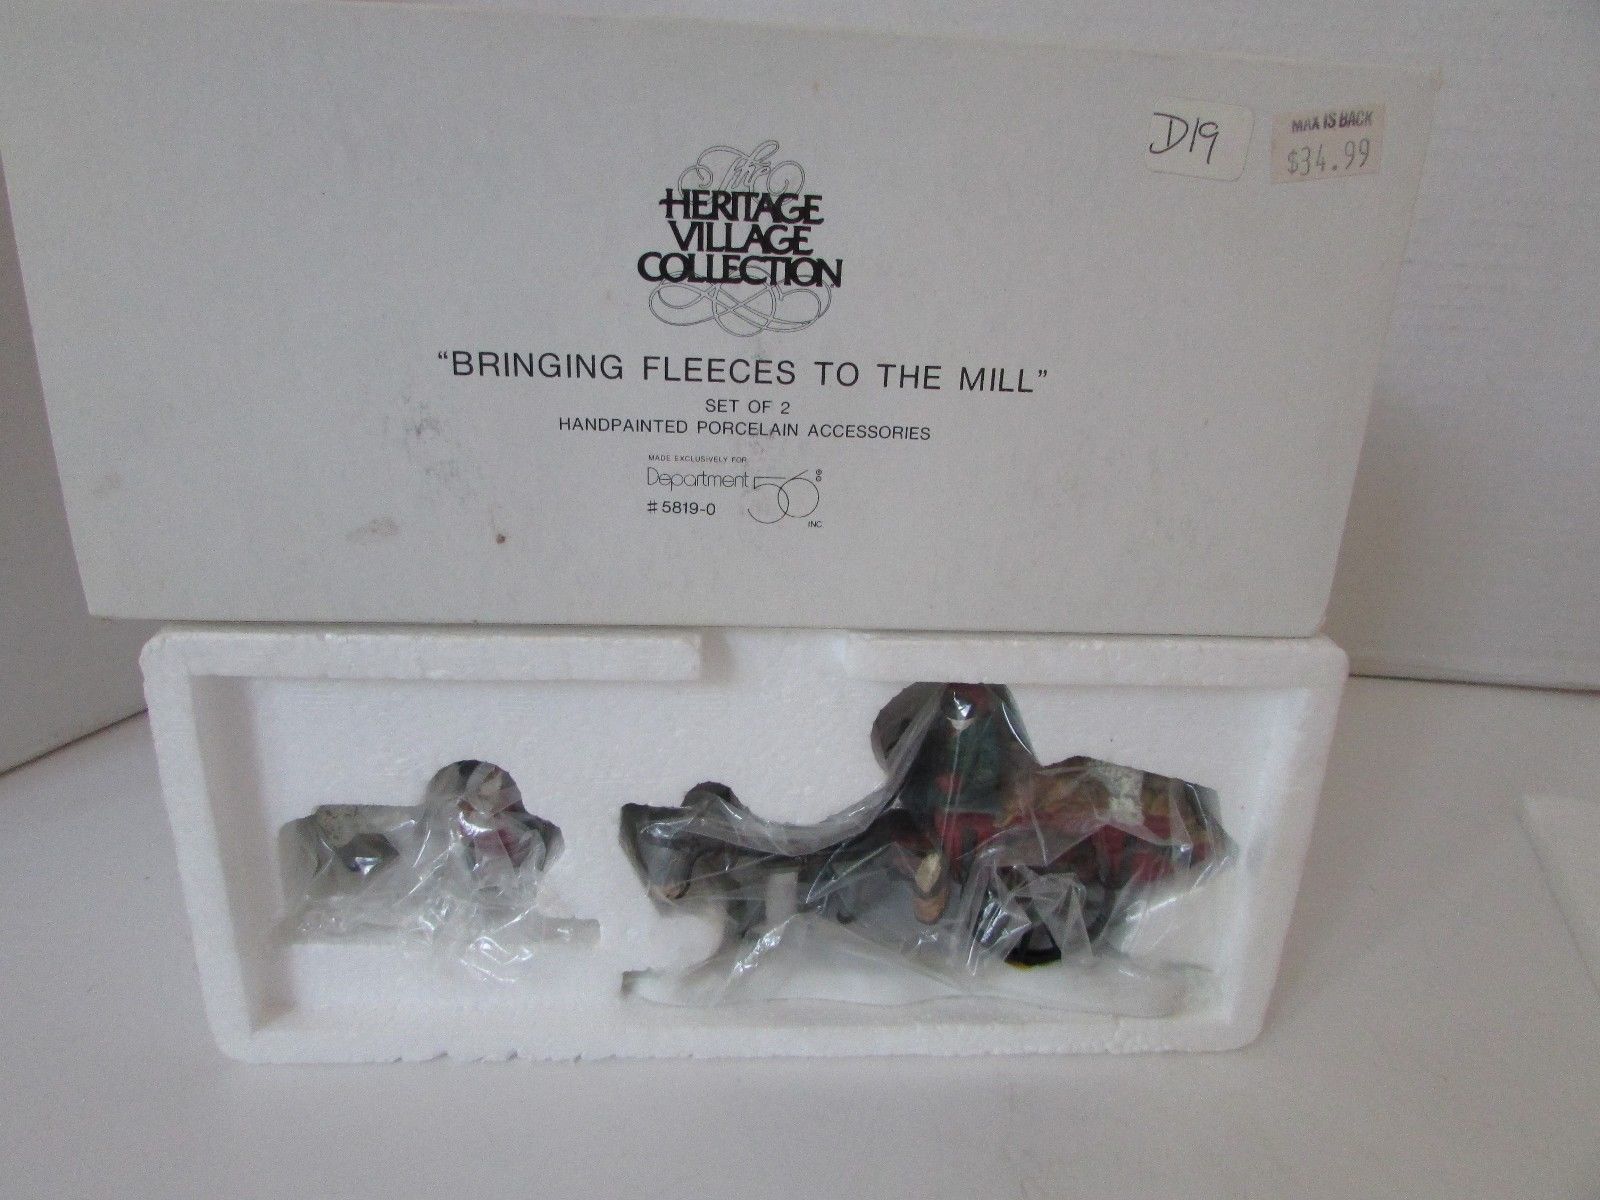 D19
MAX IS BACK
$34.99
The
HERITAGE
VILLAGE
COLLECTION
“BRINGING FLEECES TO THE MILL”
SET OF 2
HANDPAINTED PORCELAIN ACCESSORIES
MADE EXCLUSIVELY FOR
Department 56 ®
INC
# 5819-0